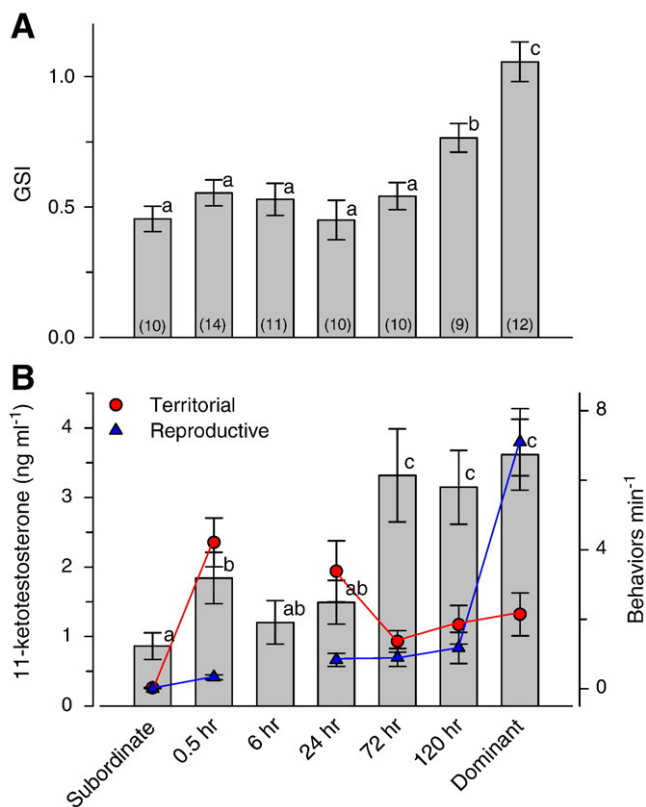 A
GSI
1.0
0.5
0.0
a
a
a
a
a
b
c
(10)
(14)
(11)
(10)
(10)
(9)
(12)
B
Territorial
Reproductive
11-ketotestosterone (ng ml⁻¹)
4
3
2
1
0
a
b
ab
ab
c
c
c
8
4
0
Behaviors min⁻¹
Subordinate
0.5 hr
6 hr
24 hr
72 hr
120 hr
Dominant